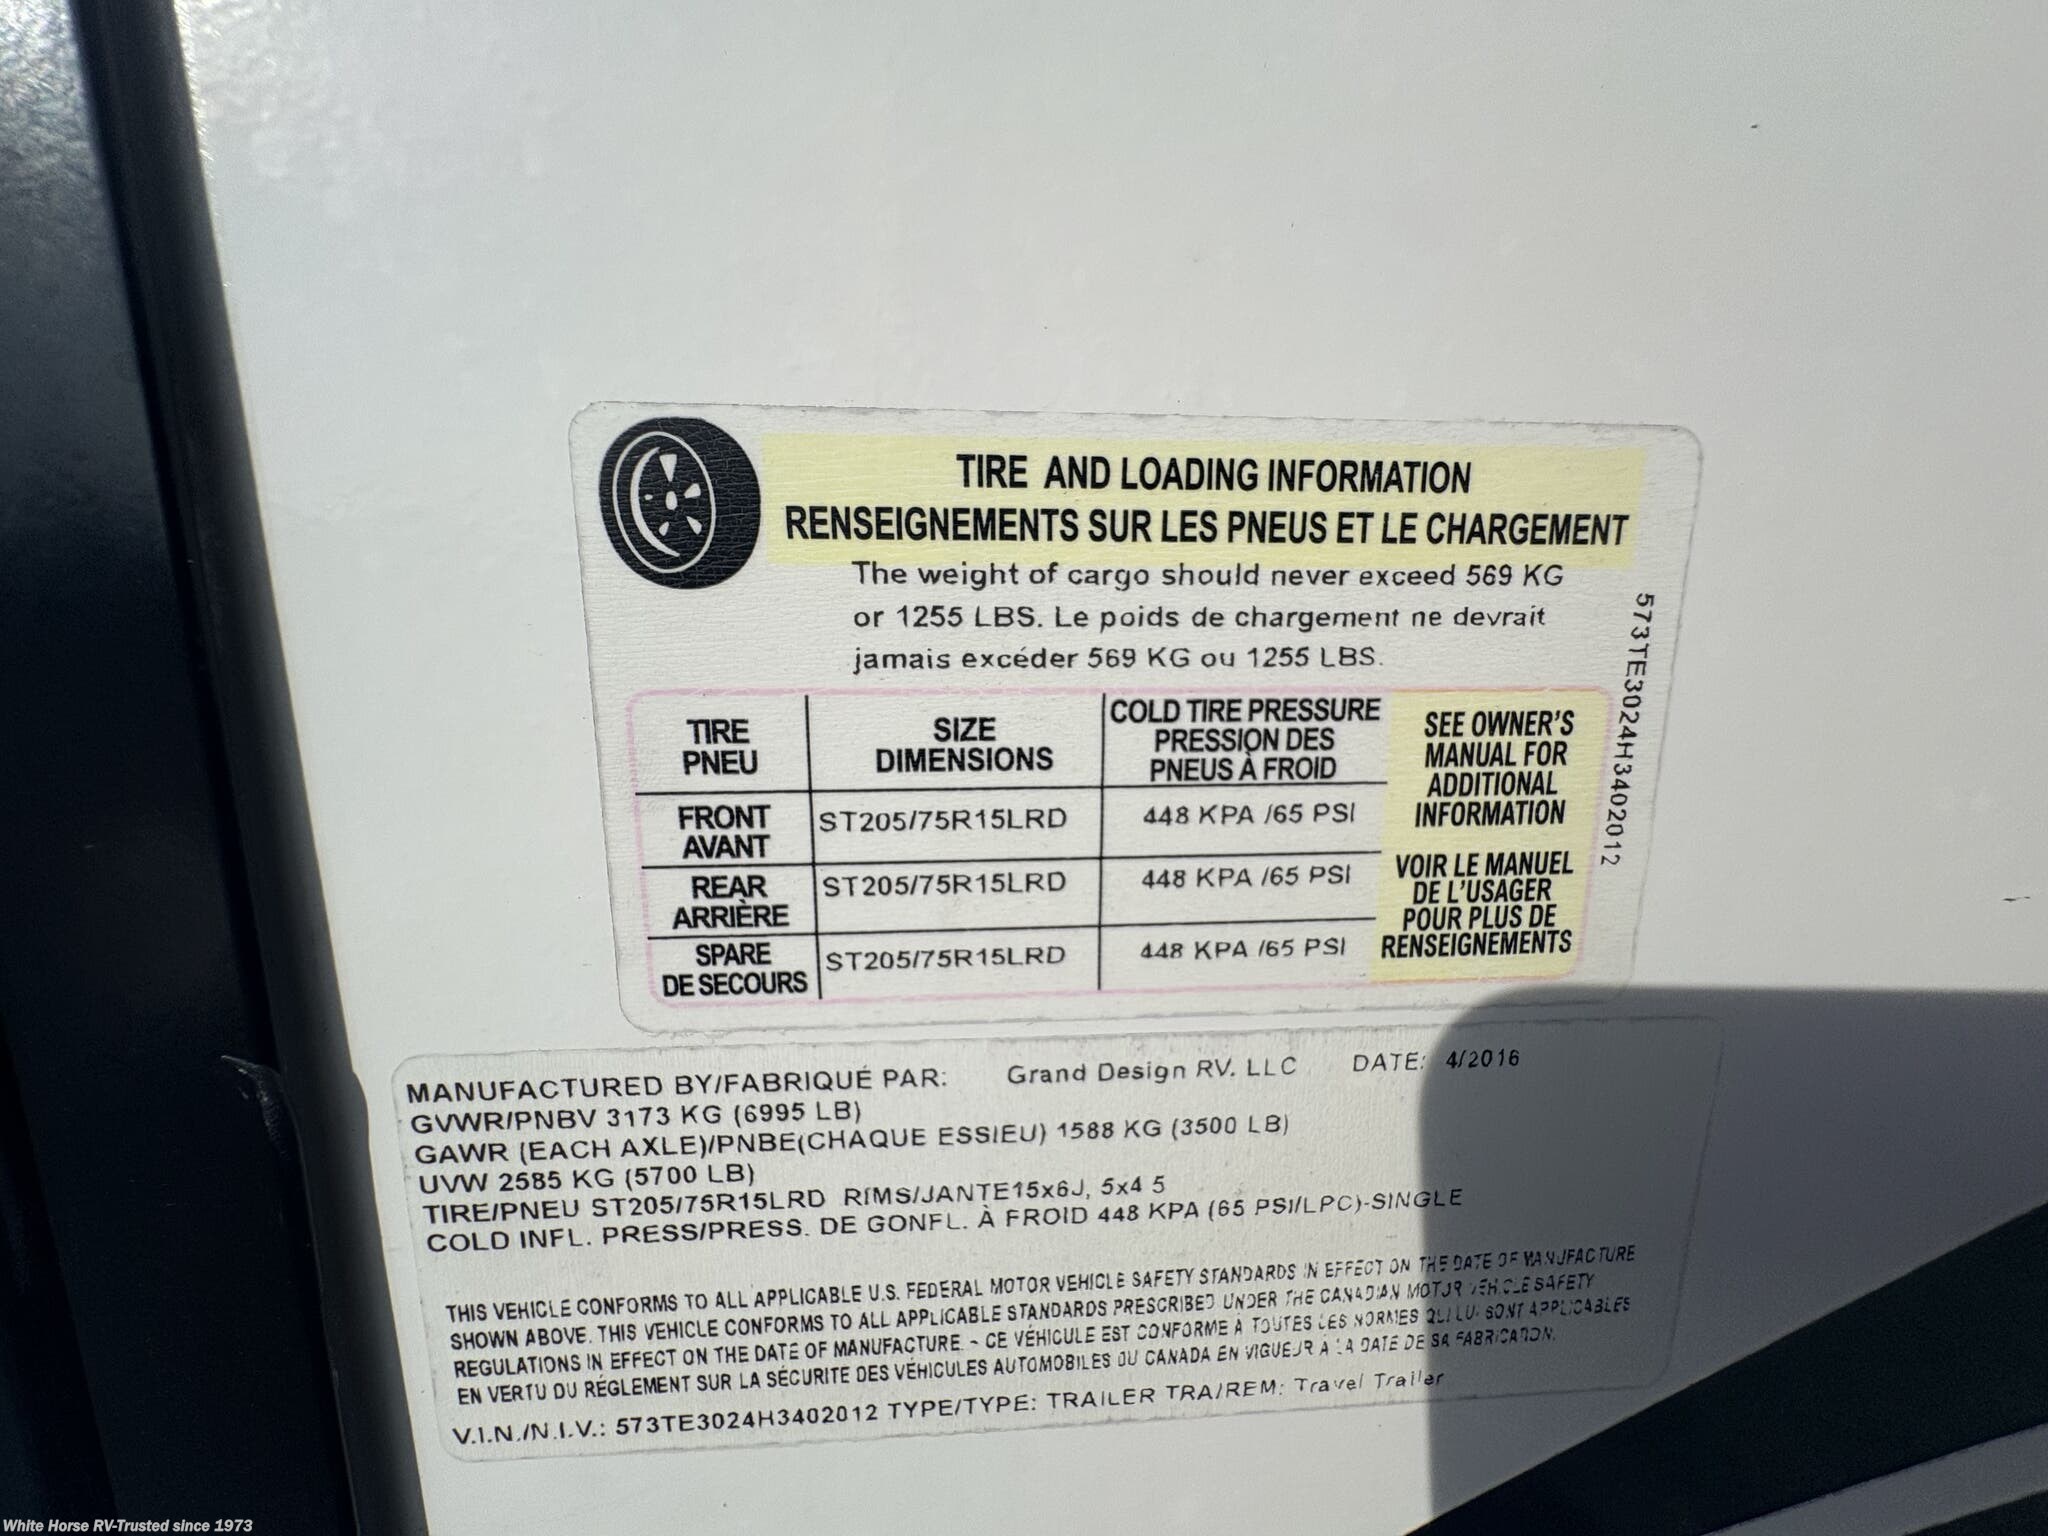 TIRE AND LOADING INFORMATION
RENSEIGNEMENTS SUR LES PNEUS ET LE CHARGEMENT
The weight of cargo should never exceed 569 KG
or 1255 LBS. Le poids de chargement ne devrait
jamais excéder 569 KG ou 1255 LBS.
573TE3024H3402012
TIRE
PNEU
SIZE
DIMENSIONS
COLD TIRE PRESSURE
PRESSION DES
PNEUS À FROID
FRONT
AVANT
ST205/75R15LRD
448 KPA /65 PSI
REAR
ARRIÈRE
ST205/75R15LRD
448 KPA /65 PSI
SPARE
DE SECOURS
ST205/75R15LRD
448 KPA /65 PSI
SEE OWNER'S
MANUAL FOR
ADDITIONAL
INFORMATION
VOIR LE MANUEL
DE L'USAGER
POUR PLUS DE
RENSEIGNEMENTS
MANUFACTURED BY/FABRIQUÉ PAR: Grand Design RV. LLC DATE: 4/2016
GVWR/PNBV 3173 KG (6995 LB)
GAWR (EACH AXLE)/PNBE(CHAQUE ESSIEU) 1588 KG (3500 LB)
UVW 2585 KG (5700 LB)
TIRE/PNEU ST205/75R15LRD RIMS/JANTE15x6J, 5x4 5
COLD INFL. PRESS/PRESS. DE GONFL. À FROID 448 KPA (65 PSI/LPC)-SINGLE
THIS VEHICLE CONFORMS TO ALL APPLICABLE U.S. FEDERAL MOTOR VEHICLE SAFETY STANDARDS IN EFFECT ON THE DATE OF MANUFACTURE
SHOWN ABOVE. THIS VEHICLE CONFORMS TO ALL APPLICABLE STANDARDS PRESCRIBED UNDER THE CANADIAN MOTOR VEHICLE SAFETY
REGULATIONS IN EFFECT ON THE DATE OF MANUFACTURE. - CE VÉHICULE EST CONFORME À TOUTES LES NORMES QUI LUI SONT APPLICABLES
EN VERTU DU RÉGLEMENT SUR LA SÉCURITE DES VÉHICULES AUTOMOBILES DU CANADA EN VIGUEUR À LA DATE DE SA FABRICATION.
V.I.N./N.I.V.: 573TE3024H3402012 TYPE/TYPE: TRAILER TRA/REM: Travel Trailer
White Horse RV-Trusted since 1973